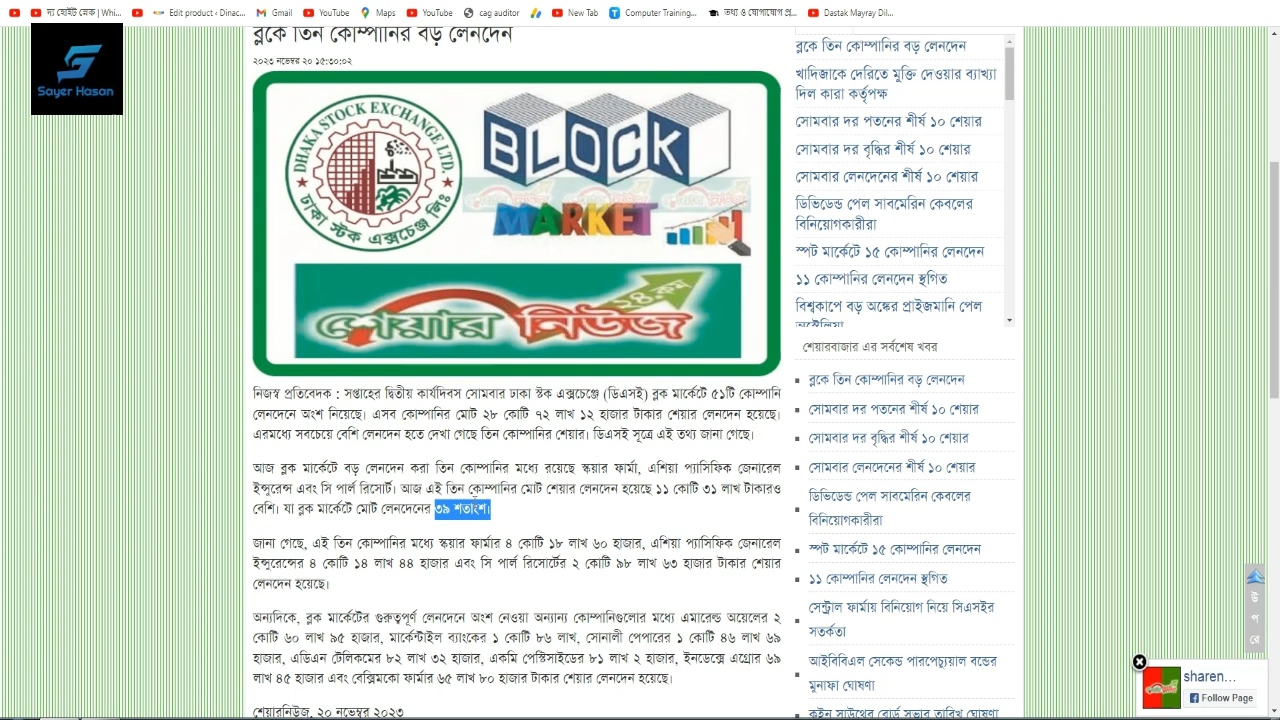 দ্য হোইট স্নেক | Whi...
Edit product ‹ Dinac...
Gmail
YouTube
Maps
YouTube
cag auditor
New Tab
Computer Training...
Eastak Mayray Dil...
Sayer Hasan
ব্লকে তিন কোম্পানির বড় লেনদেন
২০২৩ নভেম্বর ২০ ১৫:৩০:০২
DHAKA STOCK EXCHANGE LTD.
ঢাকা স্টক এক্সচেঞ্জ লিঃ
BLOCK
MARKET
শেয়ার নিউজ ২৪.কম
নিজস্ব প্রতিবেদক : সপ্তাহের দ্বিতীয় কার্যদিবস সোমবার ঢাকা স্টক এক্সচেঞ্জে (ডিএসই) ব্লক মার্কেটে ৫১টি কোম্পানি
লেনদেনে অংশ নিয়েছে। এসব কোম্পানির মোট ২৮ কোটি ৭২ লাখ ১২ হাজার টাকার শেয়ার লেনদেন হয়েছে।
এরমধ্যে সবচেয়ে বেশি লেনদেন হতে দেখা গেছে তিন কোম্পানির শেয়ার। ডিএসই সূত্রে এই তথ্য জানা গেছে।
আজ ব্লক মার্কেটে বড় লেনদেন করা তিন কোম্পানির মধ্যে রয়েছে স্কয়ার ফার্মা, এশিয়া প্যাসিফিক জেনারেল
ইন্সুরেন্স এবং সি পার্ল রিসোর্ট। আজ এই তিন কোম্পানির মোট শেয়ার লেনদেন হয়েছে ১১ কোটি ৩১ লাখ টাকারও
বেশি। যা ব্লক মার্কেটে মোট লেনদেনের ৩৯ শতাংশ।
জানা গেছে, এই তিন কোম্পানির মধ্যে স্কয়ার ফার্মার ৪ কোটি ১৮ লাখ ৬০ হাজার, এশিয়া প্যাসিফিক জেনারেল
ইন্সুরেন্সের ৪ কোটি ১৪ লাখ ৪৪ হাজার এবং সি পার্ল রিসোর্টের ২ কোটি ৯৮ লাখ ৬৩ হাজার টাকার শেয়ার
লেনদেন হয়েছে।
অন্যদিকে, ব্লক মার্কেটের গুরুত্বপূর্ণ লেনদেনে অংশ নেওয়া অন্যান্য কোম্পানিগুলোর মধ্যে এমারেল্ড অয়েলের ২
কোটি ৬০ লাখ ৯৫ হাজার, মার্কেন্টাইল ব্যাংকের ১ কোটি ৮৬ লাখ, সোনালী পেপারের ১ কোটি ৪৬ লাখ ৬৯
হাজার, এডিএন টেলিকমের ৮২ লাখ ৩২ হাজার, একমি পেস্টিসাইডের ৮১ লাখ ২ হাজার, ইনডেক্সে এগ্রোর ৬৯
লাখ ৪৫ হাজার এবং বেক্সিমকো ফার্মার ৬৫ লাখ ৮০ হাজার টাকার শেয়ার লেনদেন হয়েছে।
শেয়ারনিউজ, ২০ নভেম্বর ২০২৩
ব্লকে তিন কোম্পানির বড় লেনদেন
খাদিজাকে দেরিতে মুক্তি দেওয়ার ব্যাখ্যা
দিল কারা কর্তৃপক্ষ
সোমবার দর পতনের শীর্ষ ১০ শেয়ার
সোমবার দর বৃদ্ধির শীর্ষ ১০ শেয়ার
সোমবার লেনদেনের শীর্ষ ১০ শেয়ার
ডিভিডেন্ড পেল সাবমেরিন কেবলের
বিনিয়োগকারীরা
স্পট মার্কেটে ১৫ কোম্পানির লেনদেন
১১ কোম্পানির লেনদেন স্থগিত
বিশ্বকাপে বড় অঙ্কের প্রাইজমানি পেল
অস্ট্রেলিয়া
শেয়ারবাজার এর সর্বশেষ খবর
ব্লকে তিন কোম্পানির বড় লেনদেন
সোমবার দর পতনের শীর্ষ ১০ শেয়ার
সোমবার দর বৃদ্ধির শীর্ষ ১০ শেয়ার
সোমবার লেনদেনের শীর্ষ ১০ শেয়ার
ডিভিডেন্ড পেল সাবমেরিন কেবলের
বিনিয়োগকারীরা
স্পট মার্কেটে ১৫ কোম্পানির লেনদেন
১১ কোম্পানির লেনদেন স্থগিত
সেন্ট্রাল ফার্মায় বিনিয়োগ নিয়ে সিএসইর
সতর্কতা
আইবিবিএল সেকেন্ড পারপেচ্যুয়াল বন্ডের
মুনাফা ঘোষণা
কুইন সাউথের বোর্ড সভার তারিখ ঘোষণা
উ
প
রে
sharen...
Follow Page